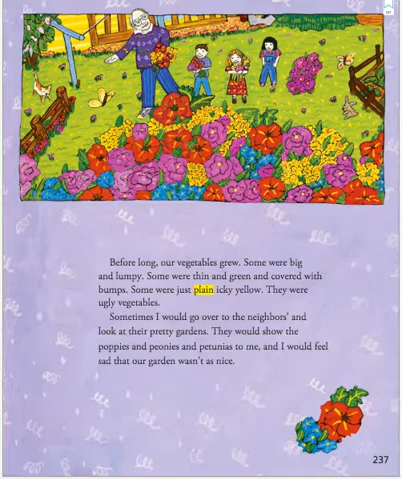 Before long, our vegetables grew. Some were big
and lumpy. Some were thin and green and covered with
bumps. Some were just plain icky yellow. They were
ugly vegetables.
Sometimes I would go over to the neighbors’ and
look at their pretty gardens. They would show the
poppies and peonies and petunias to me, and I would feel
sad that our garden wasn’t as nice.
237